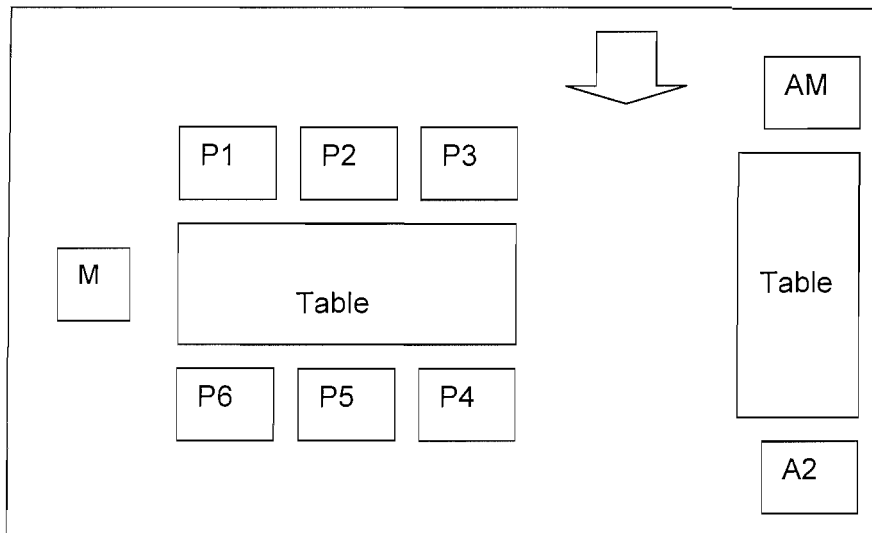 AM
P1 P2 P3
M
Table
Table
P6 P5 P4
A2